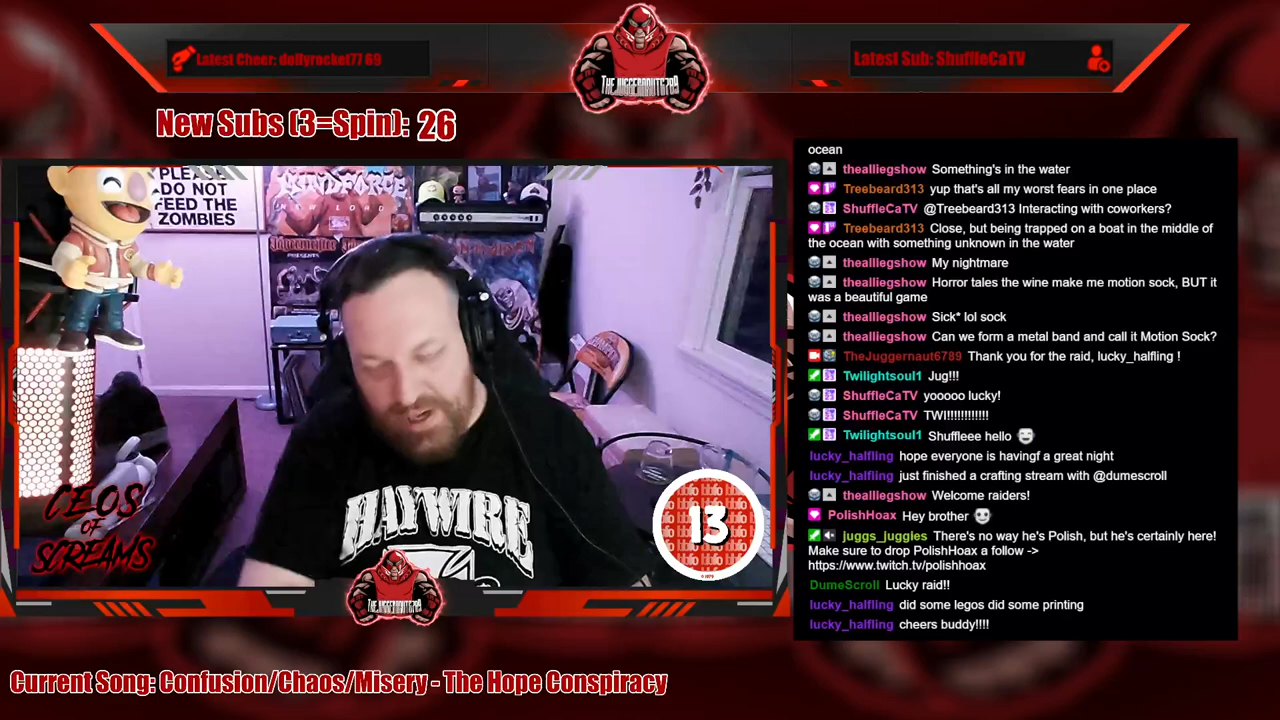 Latest Cheer: dollyrocket77 69
THEJUGGERNAUT6789
Latest Sub: ShuffleCaTV
New Subs (3=Spin): 26
PLEASE
DO NOT
FEED THE
ZOMBIES
MINDFORCE
NEW LORD
Jägermeister
PRESENTS
HAYWIRE
CEOS
OF
SCREAMS
13
THEJUGGERNAUT6789
ocean
thealliegshow Something's in the water
Treebeard313 yup that's all my worst fears in one place
ShuffleCaTV @Treebeard313 Interacting with coworkers?
Treebeard313 Close, but being trapped on a boat in the middle of
the ocean with something unknown in the water
thealliegshow My nightmare
thealliegshow Horror tales the wine make me motion sock, BUT it
was a beautiful game
thealliegshow Sick* lol sock
thealliegshow Can we form a metal band and call it Motion Sock?
TheJuggernaut6789 Thank you for the raid, lucky_halfling !
Twilightsoul1 Jug!!!
ShuffleCaTV yooooo lucky!
ShuffleCaTV TWI!!!!!!!!!!!!
Twilightsoul1 Shuffleee hello
lucky_halfling hope everyone is havingf a great night
lucky_halfling just finished a crafting stream with @dumescroll
thealliegshow Welcome raiders!
PolishHoax Hey brother
juggs_juggles There's no way he's Polish, but he's certainly here!
Make sure to drop PolishHoax a follow ->
https://www.twitch.tv/polishhoax
DumeScroll Lucky raid!!
lucky_halfling did some legos did some printing
lucky_halfling cheers buddy!!!!
Current Song: Confusion/Chaos/Misery - The Hope Conspiracy